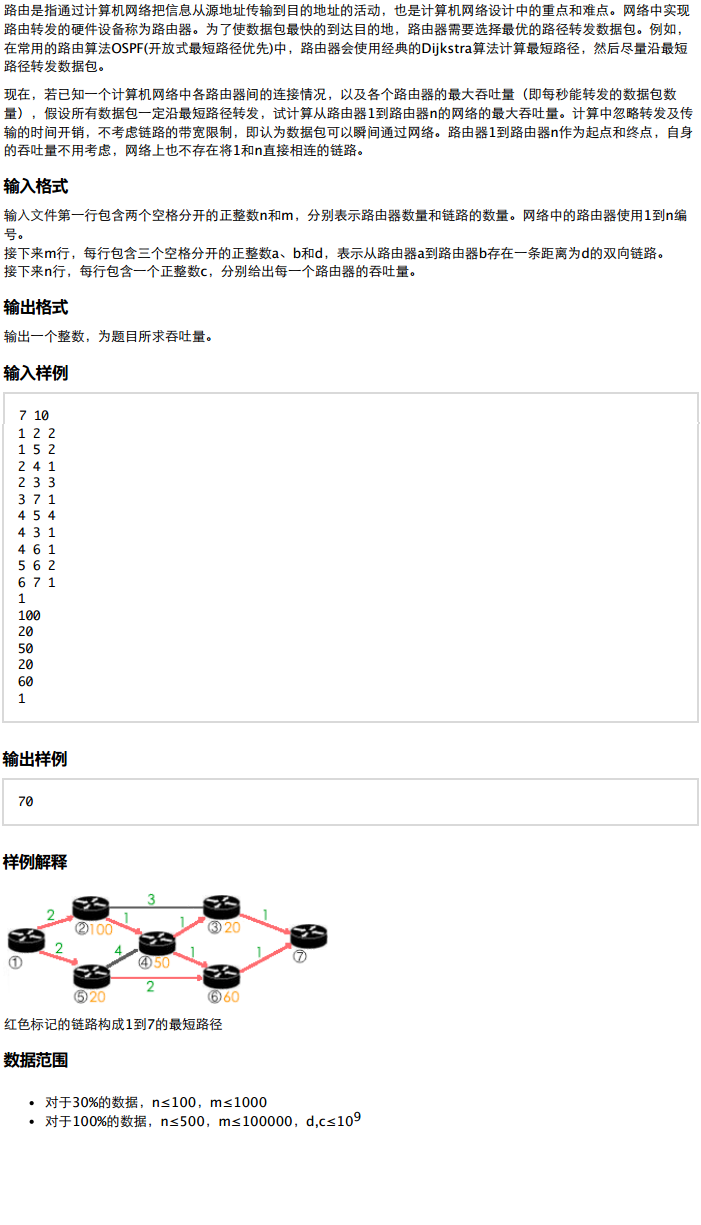 路由是指通过计算机网络把信息从源地址传输到目的地址的活动，也是计算机网络设计中的重点和难点。网络中实现
路由转发的硬件设备称为路由器。为了使数据包最快的到达目的地，路由器需要选择最优的路径转发数据包。例如，
在常用的路由算法OSPF(开放式最短路径优先)中，路由器会使用经典的Dijkstra算法计算最短路径，然后尽量沿最短
路径转发数据包。
现在，若已知一个计算机网络中各路由器间的连接情况，以及各个路由器的最大吞吐量（即每秒能转发的数据包数
量），假设所有数据包一定沿最短路径转发，试计算从路由器1到路由器n的网络的最大吞吐量。计算中忽略转发及传
输的时间开销，不考虑链路的带宽限制，即认为数据包可以瞬间通过网络。路由器1到路由器n作为起点和终点，自身
的吞吐量不用考虑，网络上也不存在将1和n直接相连的链路。
输入格式
输入文件第一行包含两个空格分开的正整数n和m，分别表示路由器数量和链路的数量。网络中的路由器使用1到n编
号。
接下来m行，每行包含三个空格分开的正整数a、b和d，表示从路由器a到路由器b存在一条距离为d的双向链路。
接下来n行，每行包含一个正整数c，分别给出每一个路由器的吞吐量。
输出格式
输出一个整数，为题目所求吞吐量。
输入样例
7 10
1 2 2
1 5 2
2 4 1
2 3 3
3 7 1
4 5 4
4 3 1
4 6 1
5 6 2
6 7 1
1
100
20
50
20
60
1
输出样例
70
样例解释
3
2 ②100 1 1 ③20 1
① 2 4 ④50 1 1 ⑦
⑤20 2 ⑥60
红色标记的链路构成1到7的最短路径
数据范围
• 对于30%的数据，n≤100，m≤1000
• 对于100%的数据，n≤500，m≤100000，d,c≤10⁹